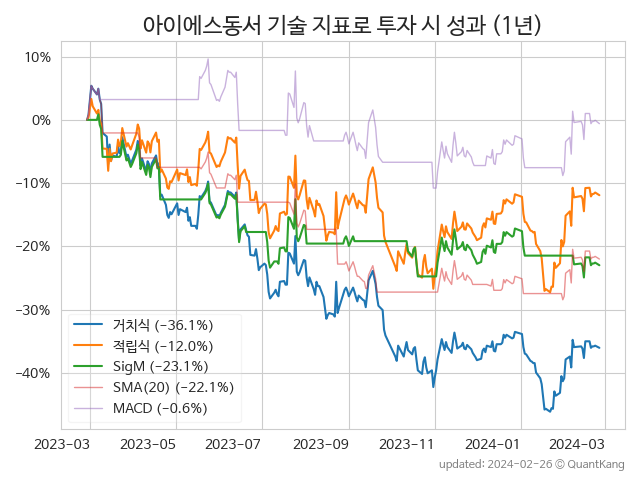 아이에스동서 기술 지표로 투자 시 성과 (1년)
10%
0%
−10%
−20%
−30%
−40%
거치식 (−36.1%)
적립식 (−12.0%)
SigM (−23.1%)
SMA(20) (−22.1%)
MACD (−0.6%)
2023-03 2023-05 2023-07 2023-09 2023-11 2024-01 2024-03
updated: 2024-02-26 © QuantKang